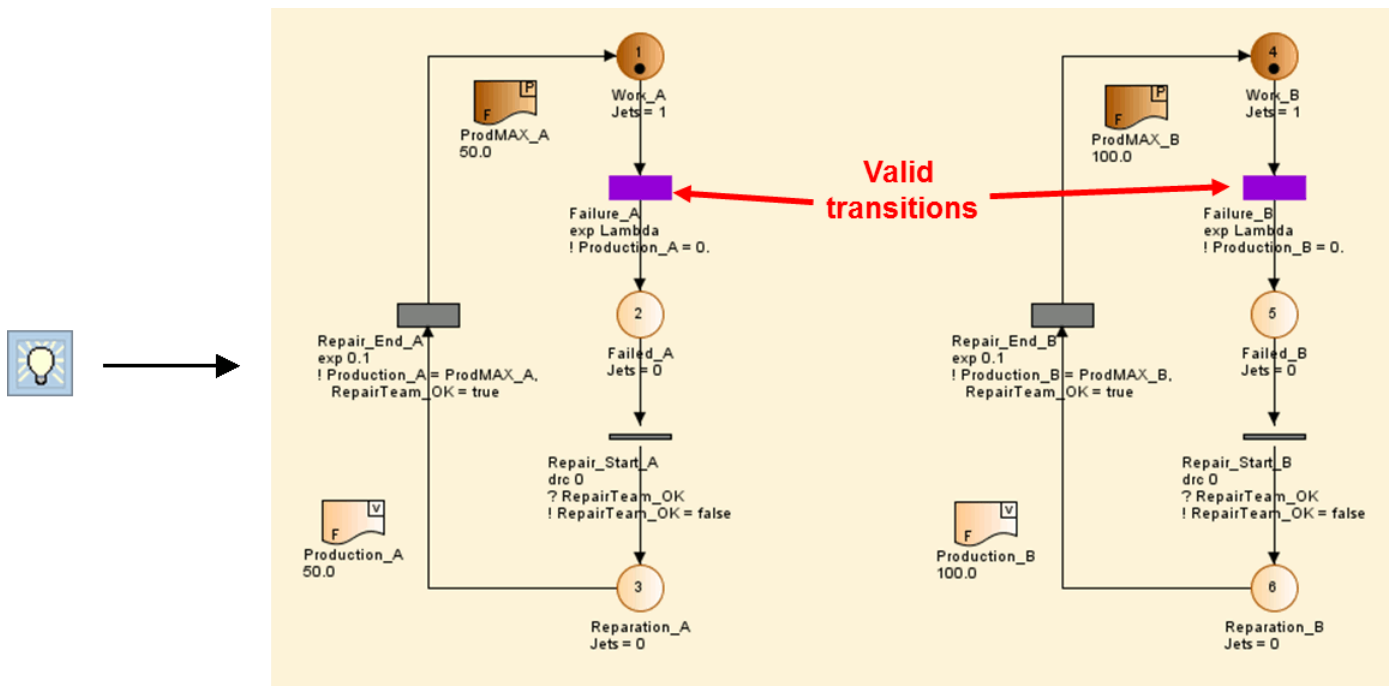 1
Work_A
Jets = 1
P
F
ProdMAX_A
50.0
Failure_A
exp Lambda
! Production_A = 0.
2
Failed_A
Jets = 0
Repair_End_A
exp 0.1
! Production_A = ProdMAX_A,
RepairTeam_OK = true
Repair_Start_A
drc 0
? RepairTeam_OK
! RepairTeam_OK = false
V
F
Production_A
50.0
3
Reparation_A
Jets = 0
Valid
transitions
4
Work_B
Jets = 1
P
F
ProdMAX_B
100.0
Failure_B
exp Lambda
! Production_B = 0.
5
Failed_B
Jets = 0
Repair_End_B
exp 0.1
! Production_B = ProdMAX_B,
RepairTeam_OK = true
Repair_Start_B
drc 0
? RepairTeam_OK
! RepairTeam_OK = false
V
F
Production_B
100.0
6
Reparation_B
Jets = 0